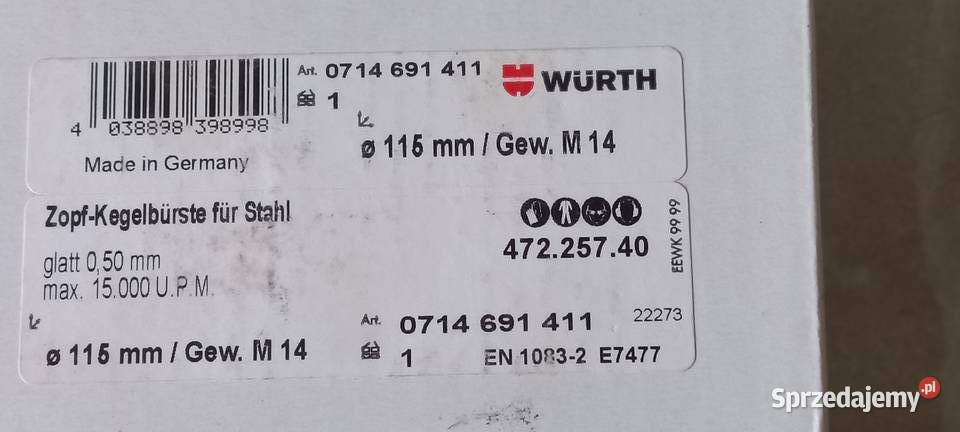 Art. 0714 691 411
WÜRTH
1
4 038898 398998
ø 115 mm / Gew. M 14
Made in Germany
Zopf-Kegelbürste für Stahl
472.257.40
EEWK 99 99
glatt 0,50 mm
max. 15.000 U.P.M.
Art. 0714 691 411 22273
ø 115 mm / Gew. M 14
1 EN 1083-2 E7477
Sprzedajemy.pl